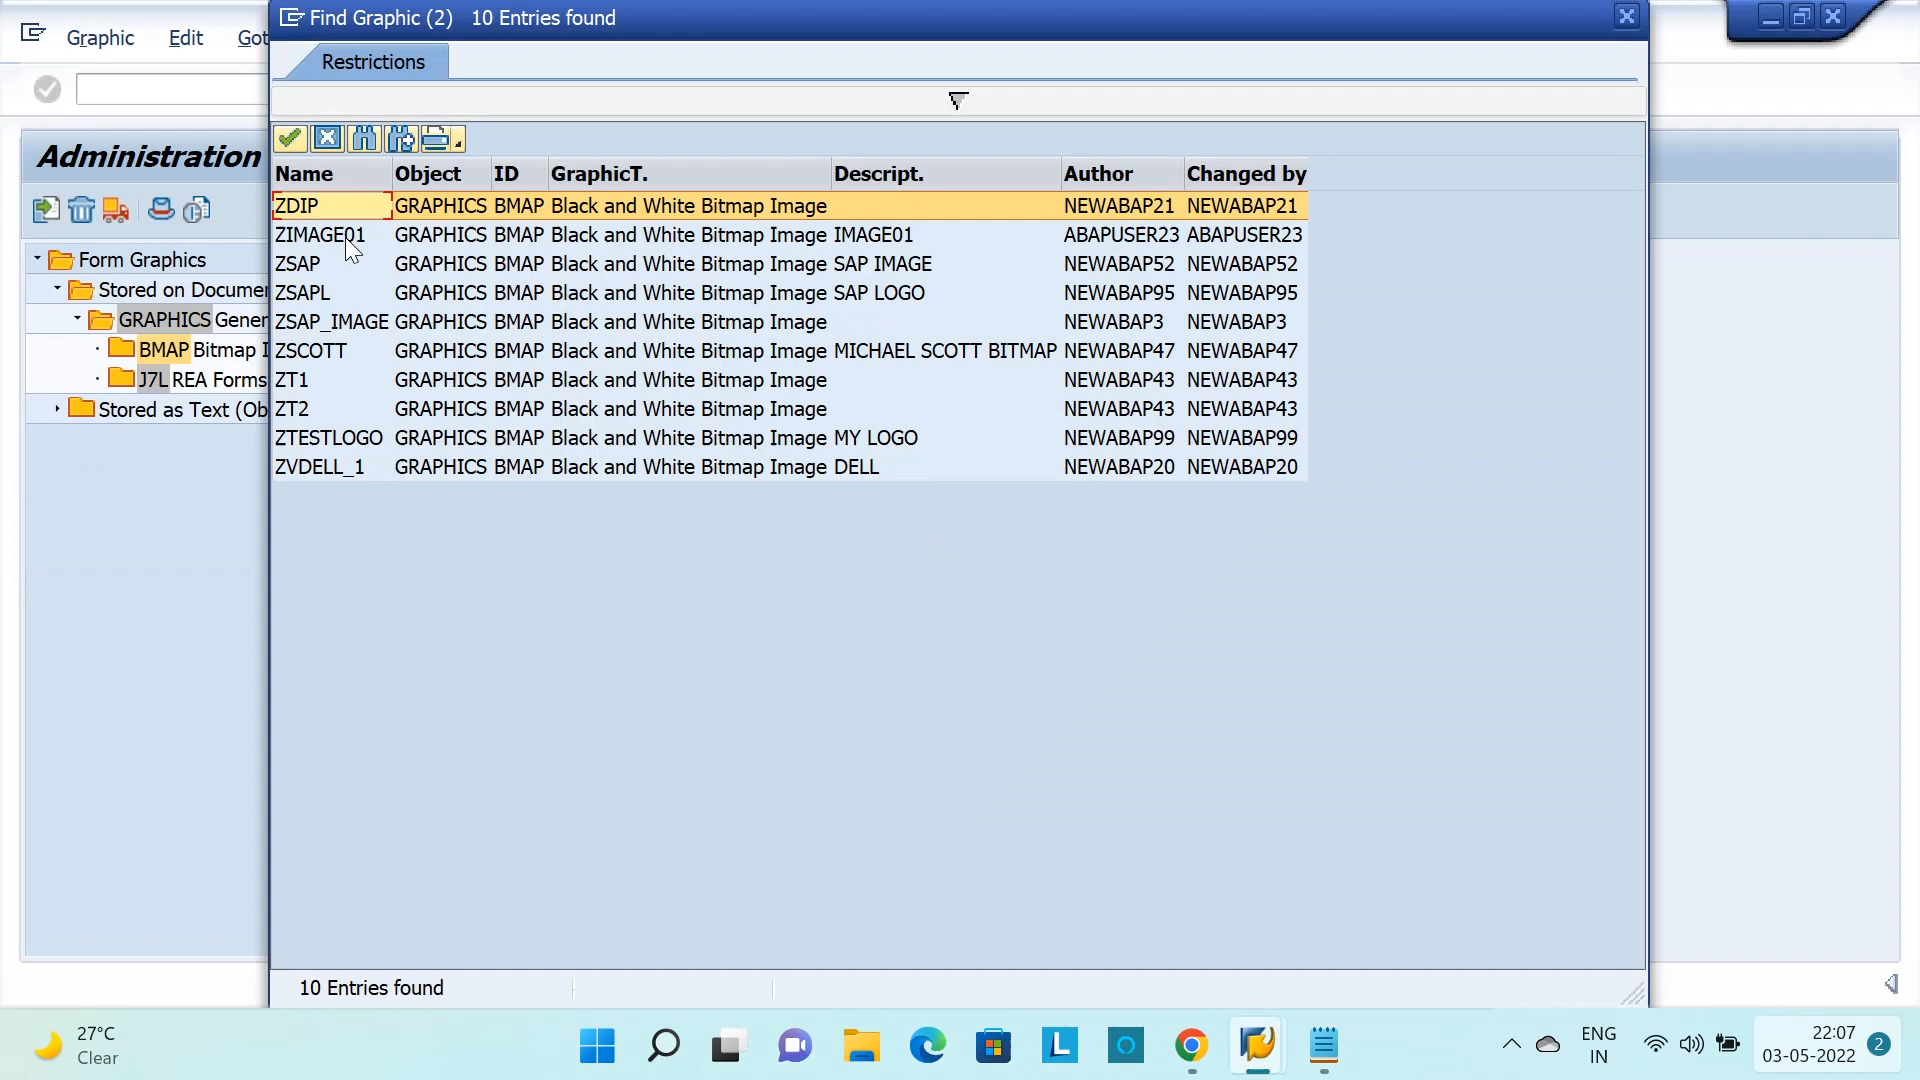 Find Graphic (2) 10 Entries found
Graphic Edit Got
Restrictions
Administration
Name Object ID GraphicT. Descript. Author Changed by
ZDIP GRAPHICS BMAP Black and White Bitmap Image NEWABAP21 NEWABAP21
ZIMAGE01 GRAPHICS BMAP Black and White Bitmap Image IMAGE01 ABAPUSER23 ABAPUSER23
ZSAP GRAPHICS BMAP Black and White Bitmap Image SAP IMAGE NEWABAP52 NEWABAP52
ZSAPL GRAPHICS BMAP Black and White Bitmap Image SAP LOGO NEWABAP95 NEWABAP95
ZSAP_IMAGE GRAPHICS BMAP Black and White Bitmap Image NEWABAP3 NEWABAP3
ZSCOTT GRAPHICS BMAP Black and White Bitmap Image MICHAEL SCOTT BITMAP NEWABAP47 NEWABAP47
ZT1 GRAPHICS BMAP Black and White Bitmap Image NEWABAP43 NEWABAP43
ZT2 GRAPHICS BMAP Black and White Bitmap Image NEWABAP43 NEWABAP43
ZTESTLOGO GRAPHICS BMAP Black and White Bitmap Image MY LOGO NEWABAP99 NEWABAP99
ZVDELL_1 GRAPHICS BMAP Black and White Bitmap Image DELL NEWABAP20 NEWABAP20
Form Graphics
Stored on Documen
GRAPHICS Gener
BMAP Bitmap I
J7L REA Forms
Stored as Text (Ob
10 Entries found
27°C
Clear
L
ENG
IN
22:07
03-05-2022
2